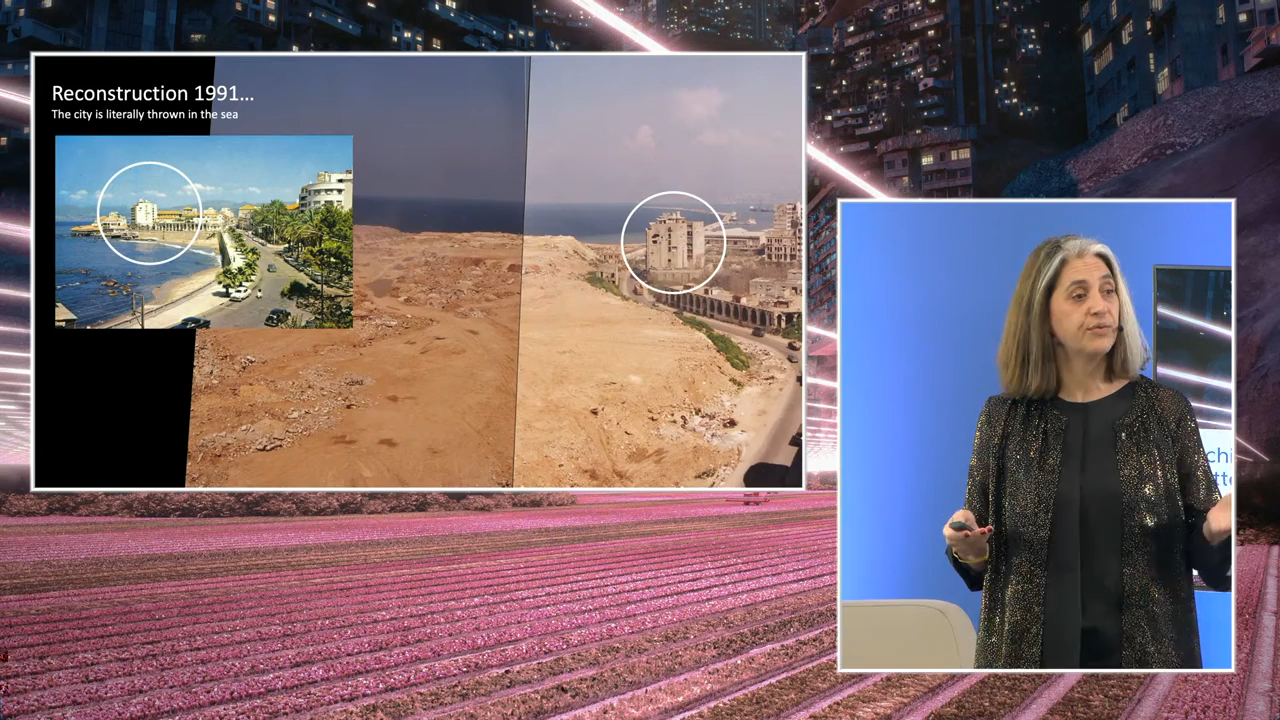 Reconstruction 1991...
The city is literally thrown in the sea